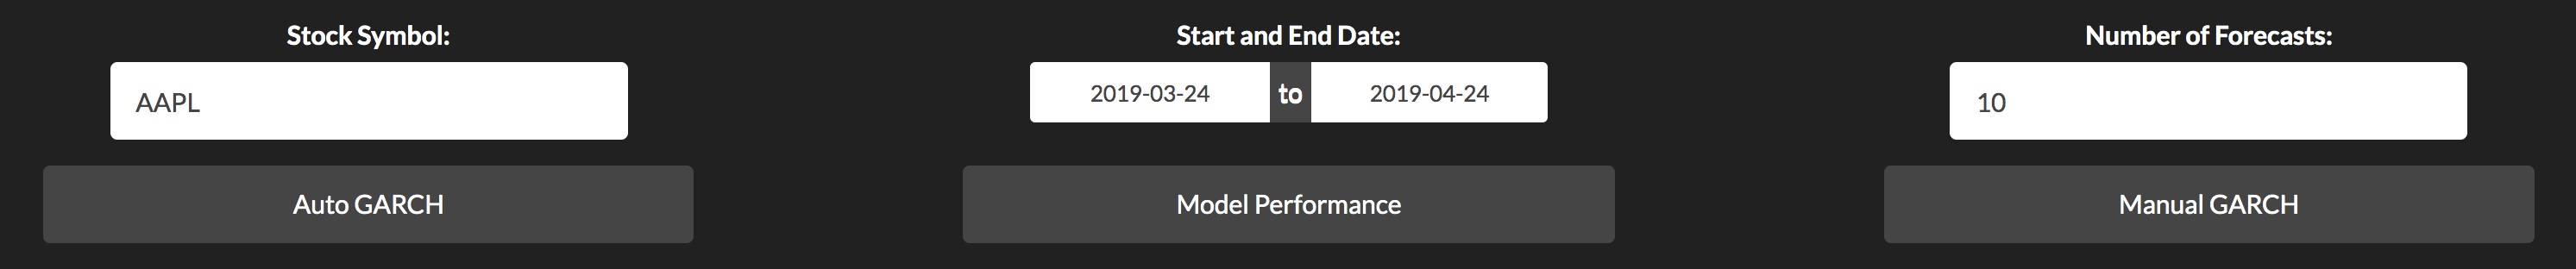 Stock Symbol:
AAPL
Auto GARCH
Start and End Date:
2019-03-24 to 2019-04-24
Model Performance
Number of Forecasts:
10
Manual GARCH